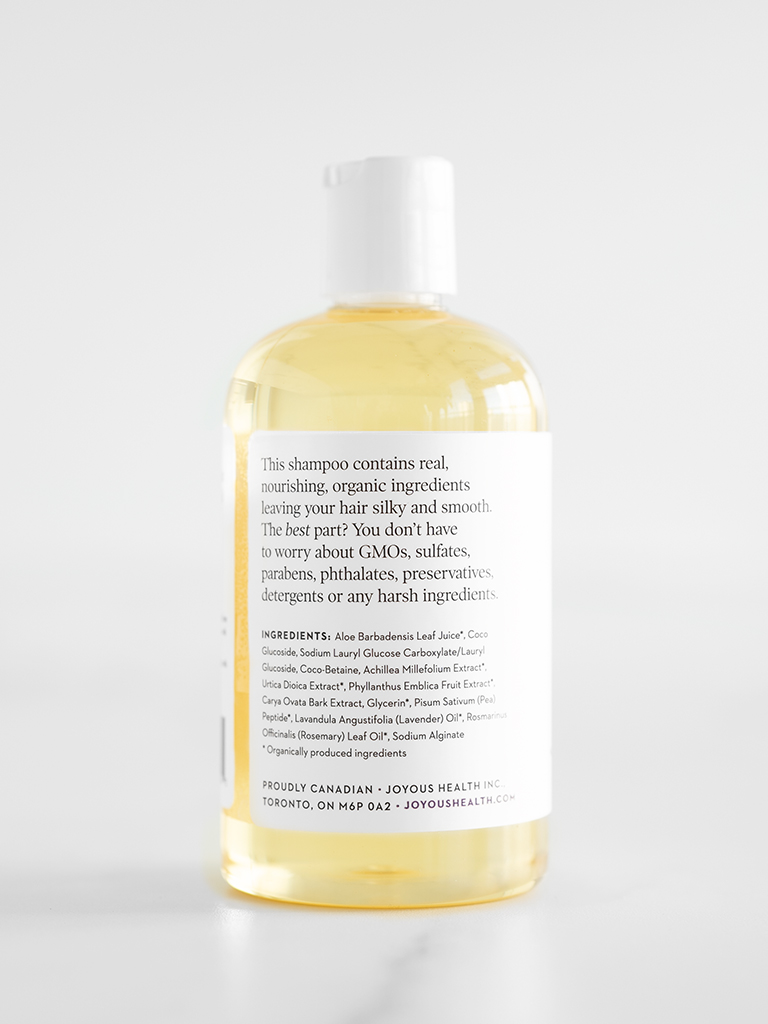 This shampoo contains real,
nourishing, organic ingredients
leaving your hair silky and smooth.
The best part? You don't have
to worry about GMOs, sulfates,
parabens, phthalates, preservatives,
detergents or any harsh ingredients.
INGREDIENTS: Aloe Barbadensis Leaf Juice*, Coco
Glucoside, Sodium Lauryl Glucose Carboxylate/Lauryl
Glucoside, Coco-Betaine, Achillea Millefolium Extract*,
Urtica Dioica Extract*, Phyllanthus Emblica Fruit Extract*,
Carya Ovata Bark Extract, Glycerin*, Pisum Sativum (Pea)
Peptide*, Lavandula Angustifolia (Lavender) Oil*, Rosmarinus
Officinalis (Rosemary) Leaf Oil*, Sodium Alginate
* Organically produced ingredients
PROUDLY CANADIAN • JOYOUS HEALTH INC.,
TORONTO, ON M6P 0A2 • JOYOUSHEALTH.COM